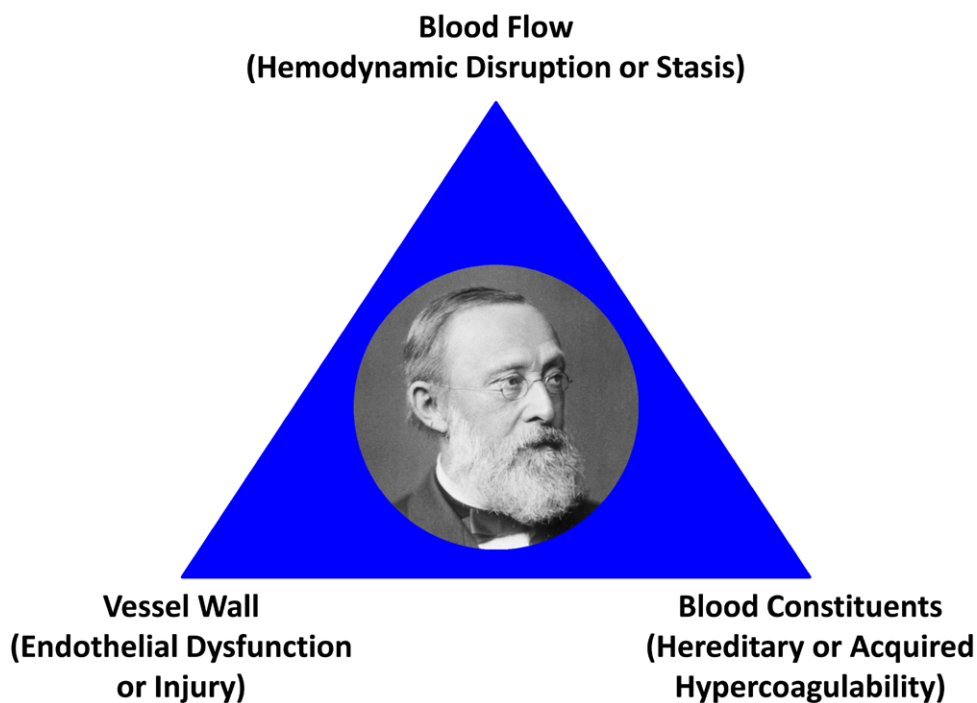 Blood Flow
(Hemodynamic Disruption or Stasis)
Vessel Wall
(Endothelial Dysfunction
or Injury)
Blood Constituents
(Hereditary or Acquired
Hypercoagulability)